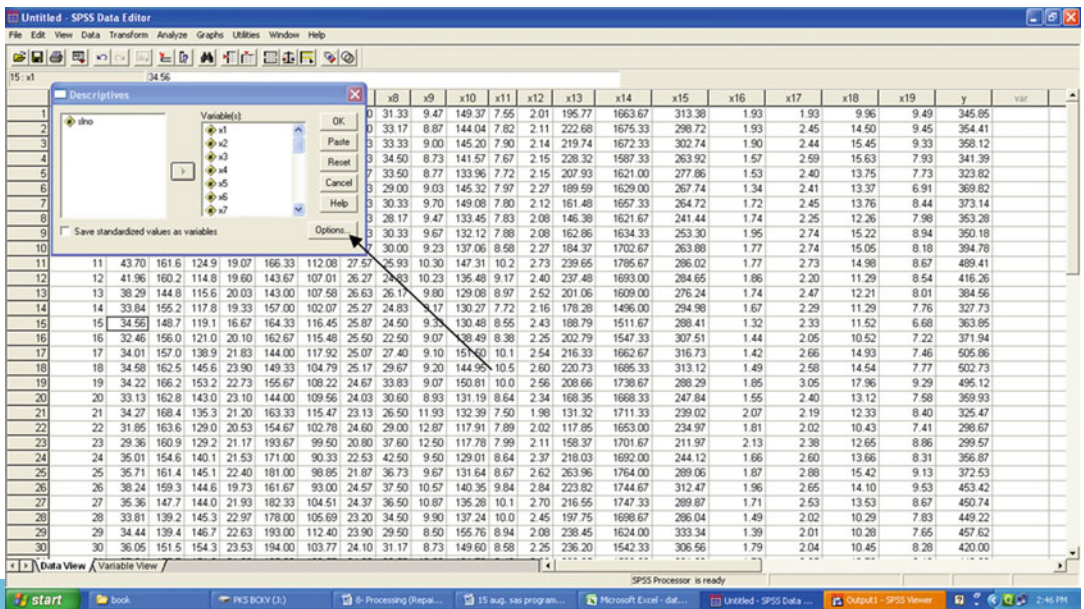 Untitled - SPSS Data Editor
File Edit View Data Transform Analyze Graphs Utilities Window Help
15 : x1 34.56
Descriptives
slno
Variable(s):
x1
x2
x3
x4
x5
x6
x7
OK
Paste
Reset
Cancel
Help
Save standardized values as variables
Options...
x8 x9 x10 x11 x12 x13 x14 x15 x16 x17 x18 x19 y var
1 31.33 9.47 149.37 7.55 2.01 195.77 1663.67 313.38 1.93 1.93 9.96 9.49 345.85
2 33.17 8.87 144.04 7.82 2.11 222.68 1675.33 298.72 1.93 2.45 14.50 9.45 354.41
3 33.33 9.00 145.20 7.90 2.14 219.74 1672.33 302.74 1.90 2.44 15.45 9.33 358.12
4 34.50 8.73 141.57 7.67 2.15 228.32 1587.33 263.92 1.57 2.59 15.63 7.93 341.39
5 33.50 8.77 133.96 7.72 2.15 207.93 1621.00 277.86 1.53 2.40 13.75 7.73 323.82
6 29.00 9.03 145.32 7.97 2.27 189.59 1629.00 267.74 1.34 2.41 13.37 6.91 369.82
7 30.33 9.70 149.08 7.80 2.12 161.48 1657.33 264.72 1.72 2.45 13.76 8.44 373.14
8 28.17 9.47 133.45 7.83 2.08 146.38 1621.67 241.44 1.74 2.25 12.26 7.98 353.28
9 30.33 9.67 132.12 7.88 2.08 162.86 1634.33 253.30 1.95 2.74 15.22 8.94 350.18
10 30.00 9.23 137.06 8.58 2.27 184.37 1702.67 263.88 1.77 2.74 15.05 8.18 394.78
11 11 43.70 161.6 124.9 19.07 166.33 112.08 27.57 25.93 10.30 147.31 10.2 2.73 239.65 1785.67 286.02 1.77 2.73 14.98 8.67 489.41
12 12 41.96 160.2 114.8 19.60 143.67 107.01 26.27 24.83 10.23 135.48 9.17 2.40 237.48 1693.00 284.65 1.86 2.20 11.29 8.54 416.26
13 13 38.29 144.8 115.6 20.03 143.00 107.58 26.63 26.17 9.80 129.08 8.97 2.52 201.06 1609.00 276.24 1.74 2.47 12.21 8.01 384.56
14 14 33.84 155.2 117.8 19.33 157.00 102.07 25.27 24.83 9.17 130.27 7.72 2.16 178.28 1496.00 294.98 1.67 2.29 11.29 7.76 327.73
15 15 34.56 148.7 119.1 16.67 164.33 116.45 25.87 24.50 9.33 130.48 8.55 2.43 188.79 1511.67 288.41 1.32 2.33 11.52 6.68 363.85
16 16 32.46 156.0 121.0 20.10 162.67 115.48 25.50 22.50 9.07 138.49 8.38 2.25 202.79 1547.33 307.51 1.44 2.05 10.52 7.22 371.94
17 17 34.01 157.0 138.9 21.83 144.00 117.92 25.07 27.40 9.10 151.60 10.1 2.54 216.33 1662.67 316.73 1.42 2.66 14.93 7.46 505.86
18 18 34.58 162.5 145.6 23.90 149.33 104.79 25.17 29.67 9.20 144.95 10.5 2.60 220.73 1685.33 313.12 1.49 2.58 14.54 7.77 502.73
19 19 34.22 166.2 153.2 22.73 155.67 108.22 24.67 33.83 9.07 150.81 10.0 2.56 208.66 1738.67 288.29 1.85 3.05 17.96 9.29 495.12
20 20 33.13 162.8 143.0 23.10 144.00 109.56 24.03 30.60 8.93 131.19 8.64 2.34 168.35 1668.33 247.84 1.55 2.40 13.12 7.58 359.93
21 21 34.27 168.4 135.3 21.20 163.33 115.47 23.13 26.50 11.93 132.39 7.50 1.98 131.32 1711.33 239.02 2.07 2.19 12.33 8.40 325.47
22 22 31.85 163.6 129.0 20.53 154.67 102.78 24.60 29.00 12.87 117.91 7.89 2.02 117.85 1653.00 234.97 1.81 2.02 10.43 7.41 298.67
23 23 29.36 160.9 129.2 21.17 193.67 99.50 20.80 37.60 12.50 117.78 7.99 2.11 158.37 1701.67 211.97 2.13 2.38 12.65 8.86 299.57
24 24 35.01 154.6 140.1 21.53 171.00 90.33 22.53 42.50 9.50 129.01 8.64 2.37 218.03 1692.00 244.12 1.66 2.60 13.66 8.31 356.87
25 25 35.71 161.4 145.1 22.40 181.00 98.85 21.87 36.73 9.67 131.64 8.67 2.62 263.96 1764.00 289.06 1.87 2.88 15.42 9.13 372.53
26 26 38.24 159.3 144.6 19.73 161.67 93.00 24.57 37.50 10.57 140.35 9.84 2.84 223.82 1744.67 312.47 1.96 2.65 14.10 9.53 453.42
27 27 35.36 147.7 144.0 21.93 182.33 104.51 24.37 36.50 10.87 135.28 10.1 2.70 216.55 1747.33 289.87 1.71 2.53 13.53 8.67 450.74
28 28 33.81 139.2 145.3 22.97 178.00 105.69 23.20 34.50 9.90 137.24 10.0 2.45 197.75 1698.67 286.04 1.49 2.02 10.29 7.83 449.22
29 29 34.44 139.4 146.7 22.63 193.00 112.40 23.90 29.50 8.50 155.76 8.94 2.08 238.45 1624.00 333.34 1.39 2.01 10.28 7.65 457.62
30 30 36.05 151.5 154.3 23.53 194.00 103.77 24.10 31.17 8.73 149.60 8.58 2.25 236.20 1542.33 306.56 1.79 2.04 10.45 8.28 420.00
Data View Variable View
SPSS Processor is ready
start book PKS BCKV (J:) 8- Processing (Repai... 15 aug. sas program... Microsoft Excel - dat... Untitled - SPSS Data ... Output1 - SPSS Viewer 2:46 PM